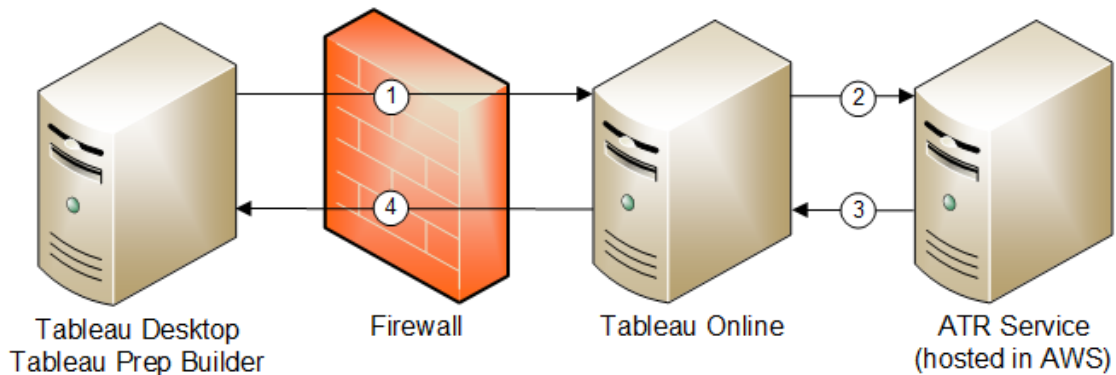 1
2
4
3
Tableau Desktop
Tableau Prep Builder
Firewall
Tableau Online
ATR Service
(hosted in AWS)